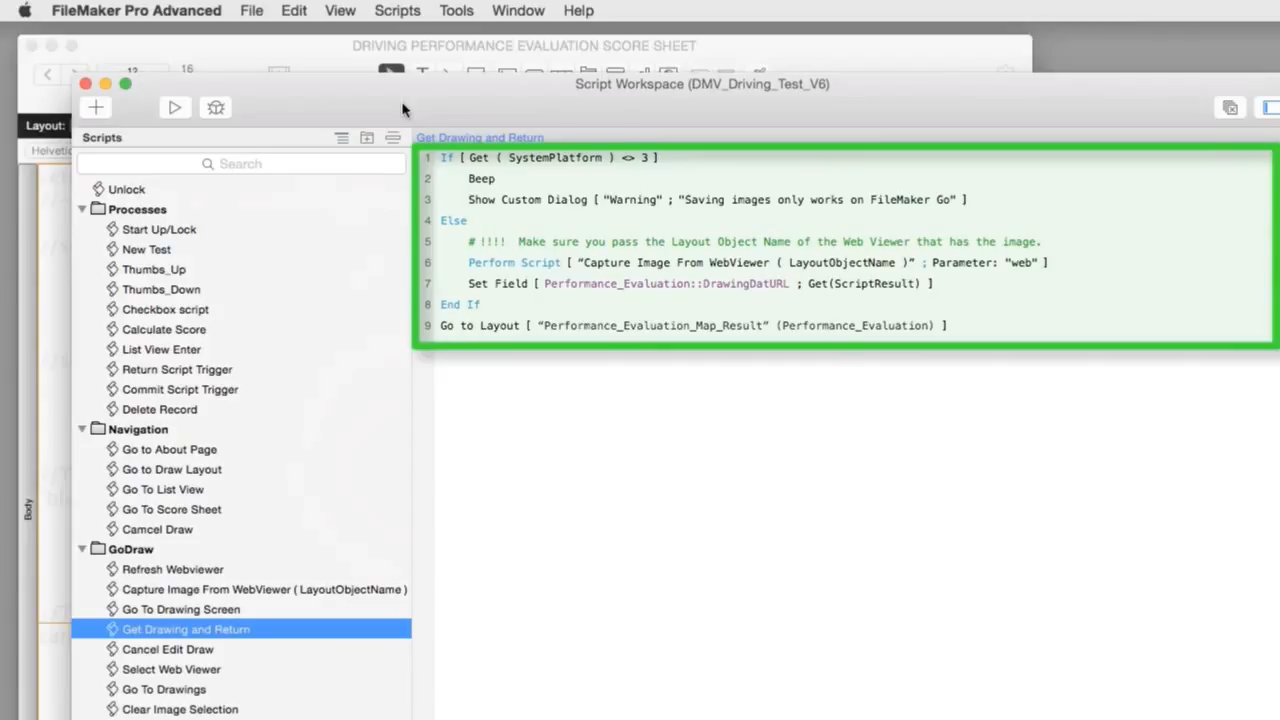 FileMaker Pro Advanced File Edit View Scripts Tools Window Help
DRIVING PERFORMANCE EVALUATION SCORE SHEET
Script Workspace (DMV_Driving_Test_V6)
Layout:
Scripts
Search
Unlock
Processes
Start Up/Lock
New Test
Thumbs_Up
Thumbs_Down
Checkbox script
Calculate Score
List View Enter
Return Script Trigger
Commit Script Trigger
Delete Record
Navigation
Go to About Page
Go to Draw Layout
Go To List View
Go To Score Sheet
Camcel Draw
GoDraw
Refresh Webviewer
Capture Image From WebViewer ( LayoutObjectName )
Go To Drawing Screen
Get Drawing and Return
Cancel Edit Draw
Select Web Viewer
Go To Drawings
Clear Image Selection
Body
Get Drawing and Return
1 If [ Get ( SystemPlatform ) <> 3 ]
2 Beep
3 Show Custom Dialog [ "Warning" ; "Saving images only works on FileMaker Go" ]
4 Else
5 # !!!! Make sure you pass the Layout Object Name of the Web Viewer that has the image.
6 Perform Script [ “Capture Image From WebViewer ( LayoutObjectName )” ; Parameter: "web" ]
7 Set Field [ Performance_Evaluation::DrawingDatURL ; Get(ScriptResult) ]
8 End If
9 Go to Layout [ “Performance_Evaluation_Map_Result” (Performance_Evaluation) ]